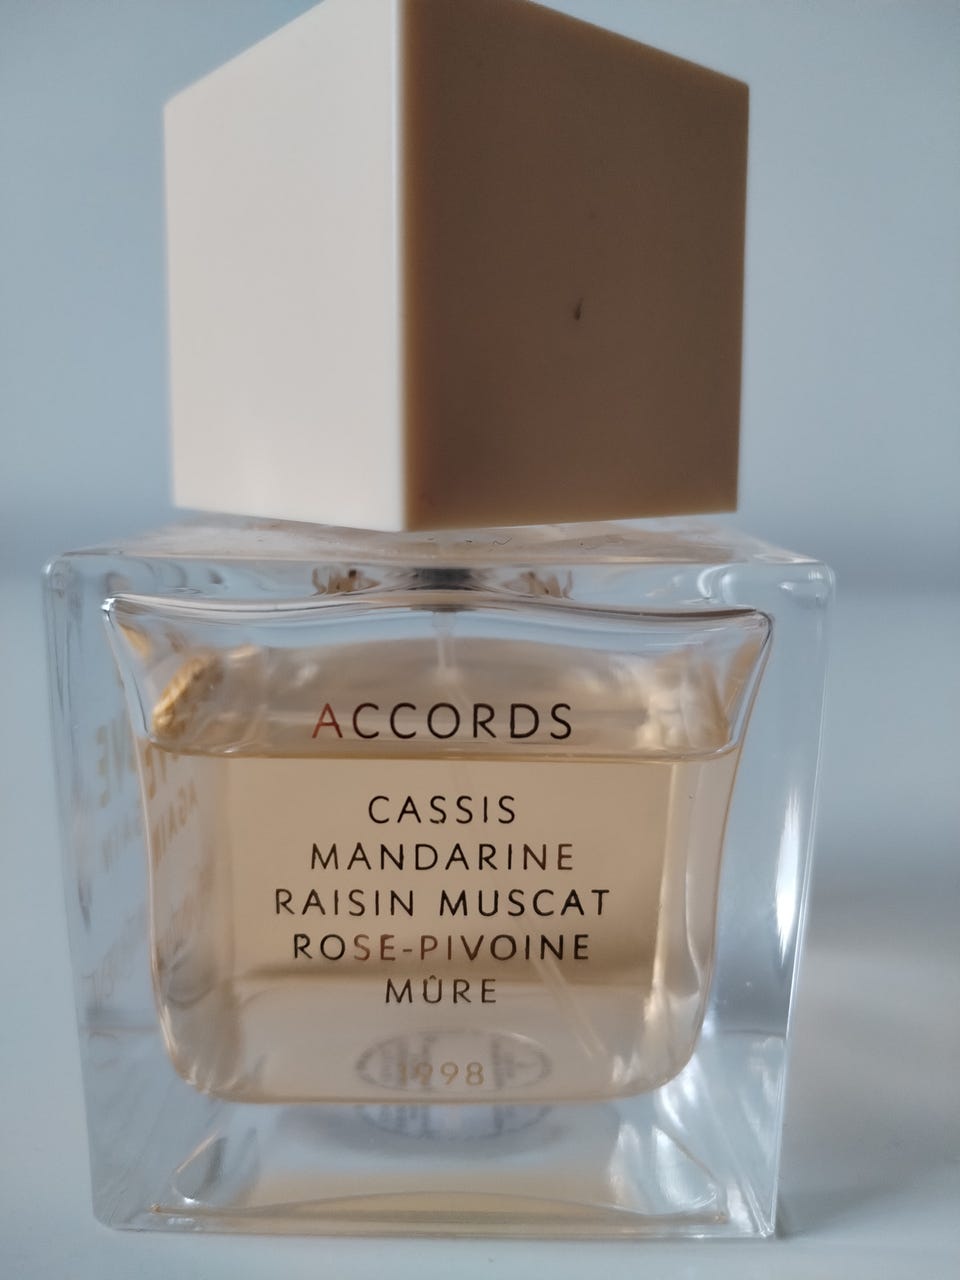 ACCORDS
CASSIS
MANDARINE
RAISIN MUSCAT
ROSE-PIVOINE
MÛRE
1998